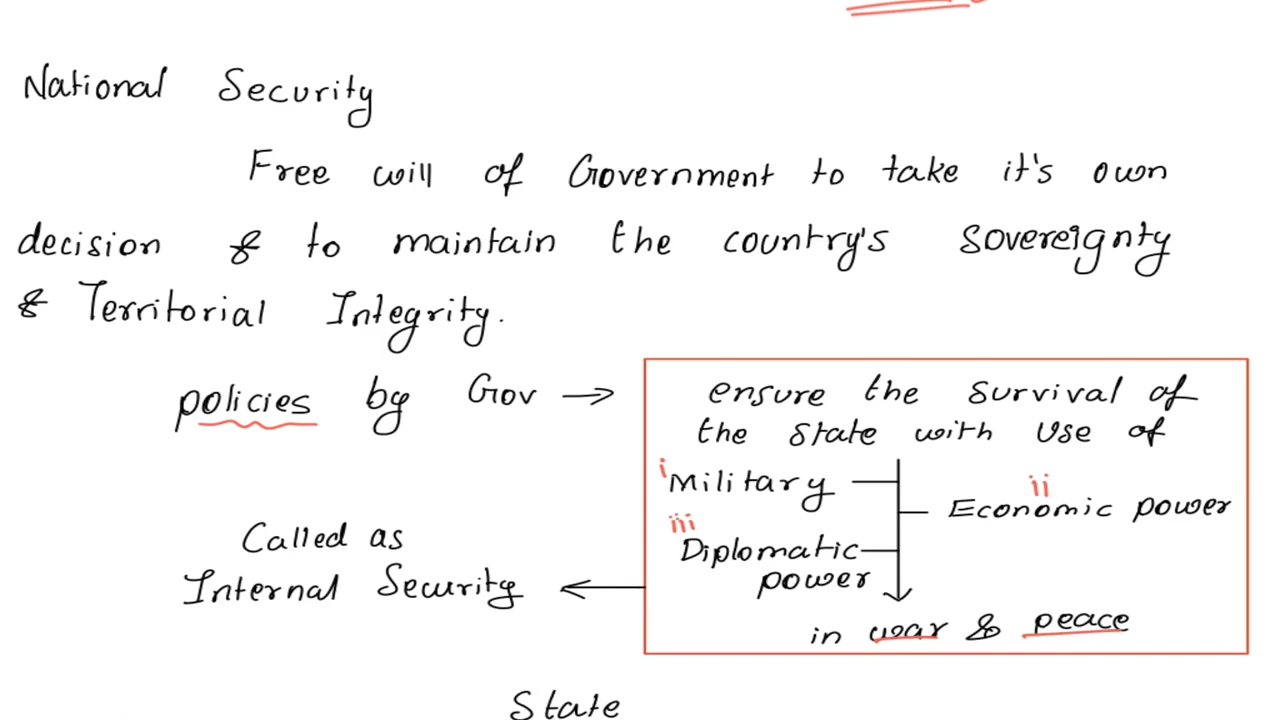 National Security
Free will of Government to take it's own
decision & to maintain the country's sovereignty
& Territorial Integrity.
policies by Gov →
ensure the survival of
the state with use of
i Military
ii Economic power
iii Diplomatic
power
in war & peace
Called as
Internal Security ←
State